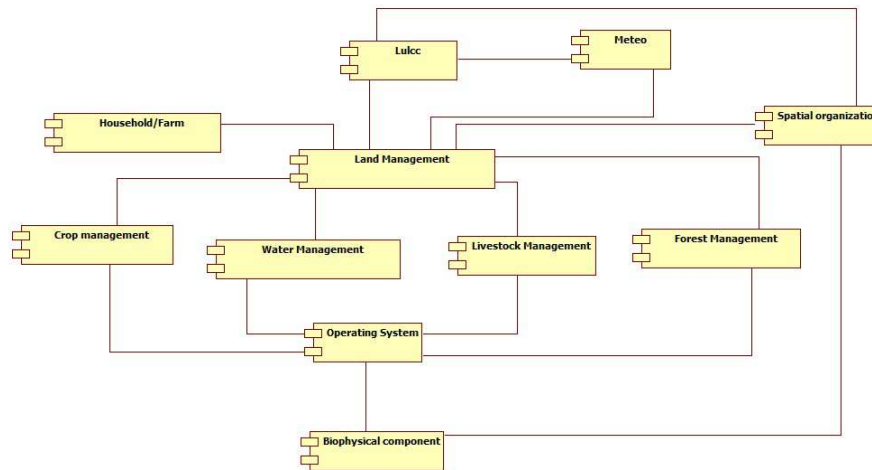 Lulcc
Meteo
Household/Farm
Spatial organizatio
Land Management
Crop management
Water Management
Livestock Management
Forest Management
Operating System
Biophysical component